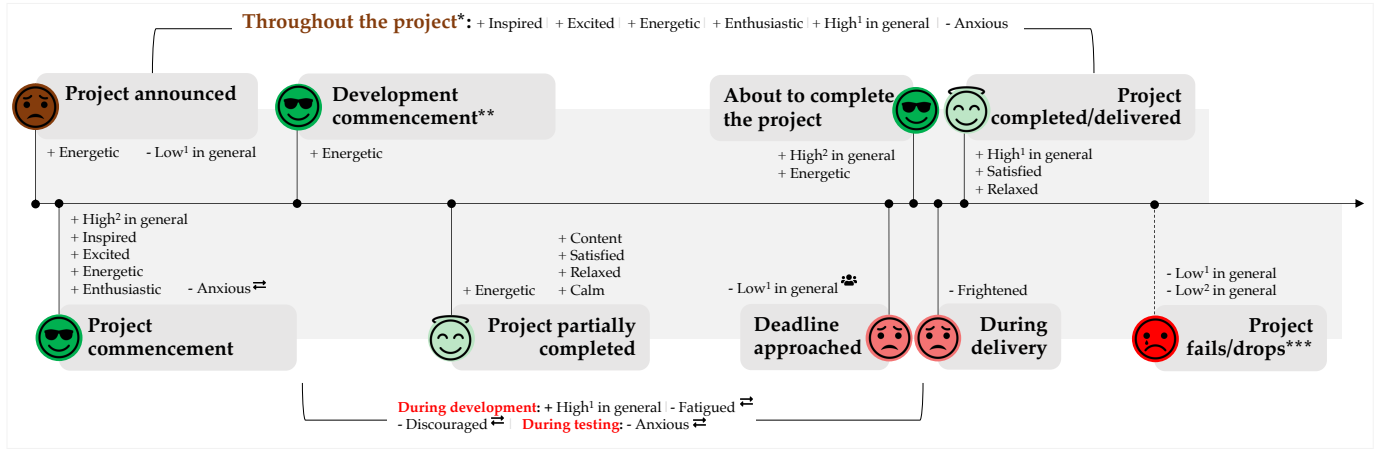 Throughout the project*: + Inspired + Excited + Energetic + Enthusiastic + High¹ in general - Anxious
Project announced
+ Energetic - Low¹ in general
Development
commencement**
+ Energetic
About to complete
the project
+ High² in general
+ Energetic
Project
completed/delivered
+ High¹ in general
+ Satisfied
+ Relaxed
+ High² in general
+ Inspired
+ Excited
+ Energetic
+ Enthusiastic - Anxious
Project
commencement
+ Energetic
+ Content
+ Satisfied
+ Relaxed
+ Calm
Project partially
completed
- Low¹ in general
Deadline
approached
- Frightened
During
delivery
- Low¹ in general
- Low² in general
Project
fails/drops***
During development: + High¹ in general - Fatigued
- Discouraged During testing: - Anxious